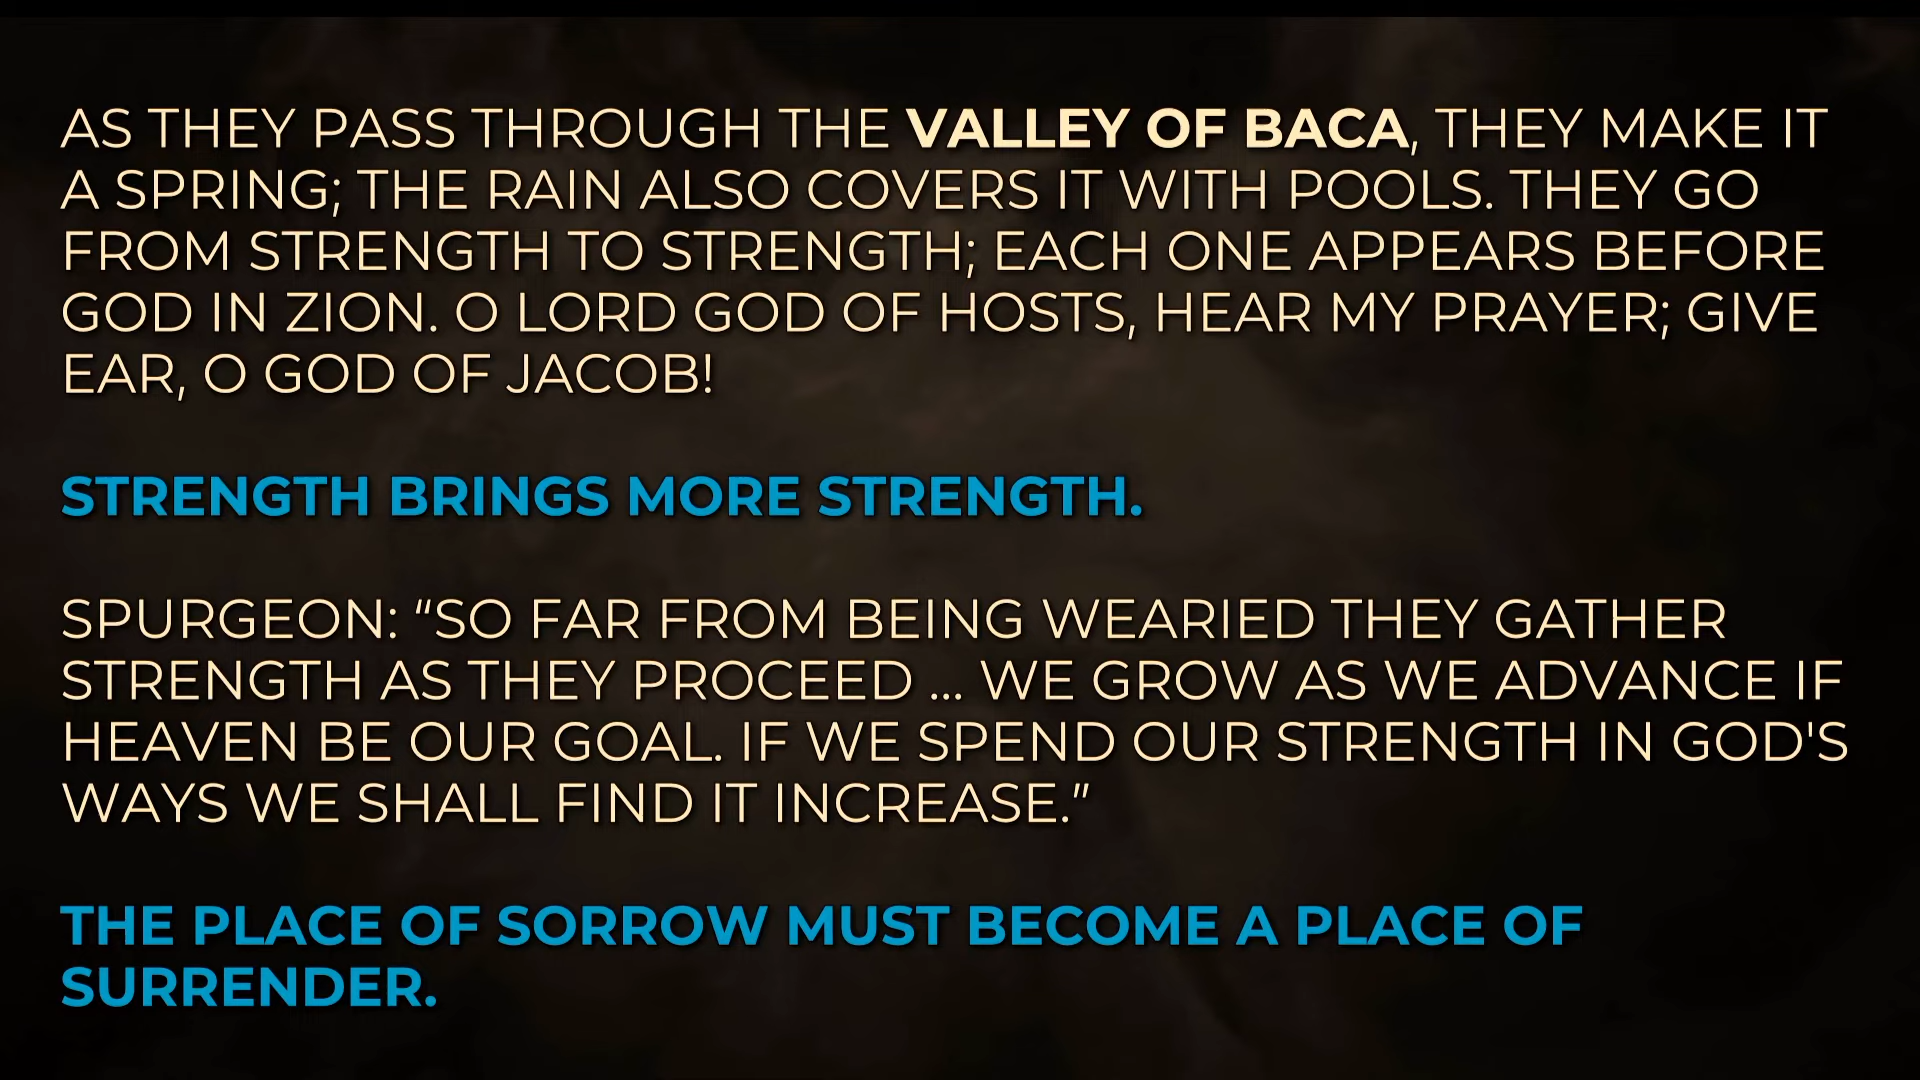 AS THEY PASS THROUGH THE VALLEY OF BACA, THEY MAKE IT
A SPRING; THE RAIN ALSO COVERS IT WITH POOLS. THEY GO
FROM STRENGTH TO STRENGTH; EACH ONE APPEARS BEFORE
GOD IN ZION. O LORD GOD OF HOSTS, HEAR MY PRAYER; GIVE
EAR, O GOD OF JACOB!
STRENGTH BRINGS MORE STRENGTH.
SPURGEON: “SO FAR FROM BEING WEARIED THEY GATHER
STRENGTH AS THEY PROCEED ... WE GROW AS WE ADVANCE IF
HEAVEN BE OUR GOAL. IF WE SPEND OUR STRENGTH IN GOD'S
WAYS WE SHALL FIND IT INCREASE.”
THE PLACE OF SORROW MUST BECOME A PLACE OF
SURRENDER.